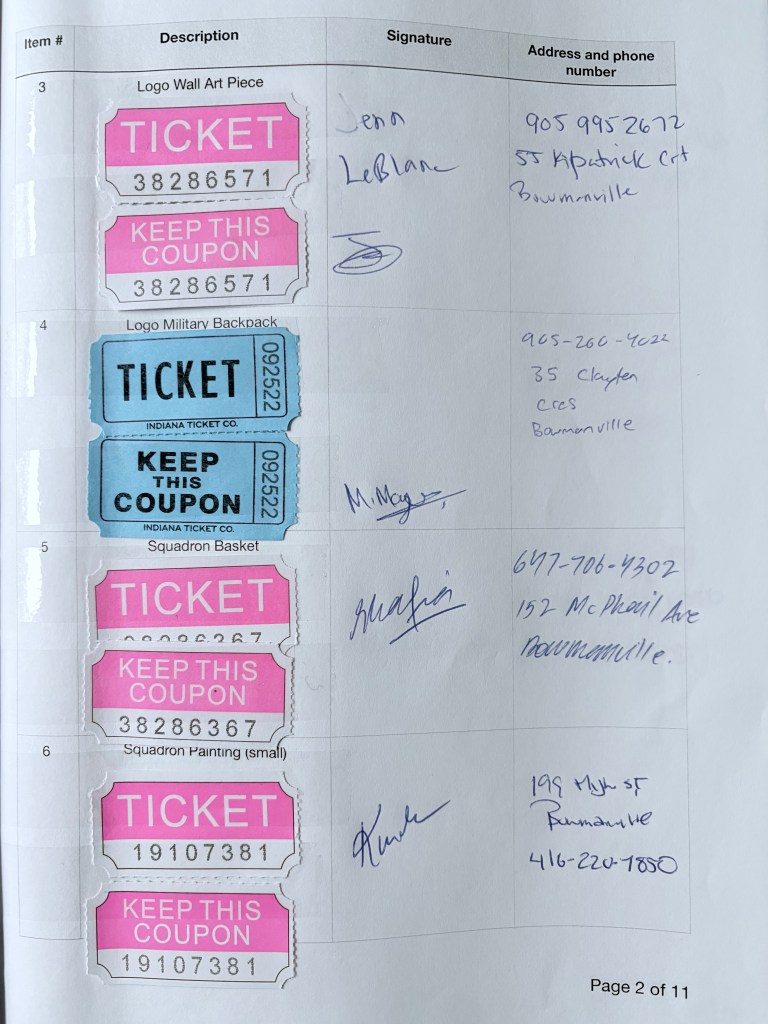 Item #
Description
Signature
Address and phone
number
3
Logo Wall Art Piece
TICKET
38286571
KEEP THIS
COUPON
38286571
Jenn
LeBlanc
905 995 2672
55 Kipatrick Crt
Bowmanville
4
Logo Military Backpack
TICKET
092522
INDIANA TICKET CO.
KEEP
THIS
COUPON
092522
INDIANA TICKET CO.
905-260-4022
35 Clayton
Cres
Bowmanville
5
Squadron Basket
TICKET
38286367
KEEP THIS
COUPON
38286367
647-706-4302
152 McPhail Ave
Bowmanville.
6
Squadron Painting (small)
TICKET
19107381
KEEP THIS
COUPON
19107381
199 St
Bowmanville
416-220-7850
Page 2 of 11